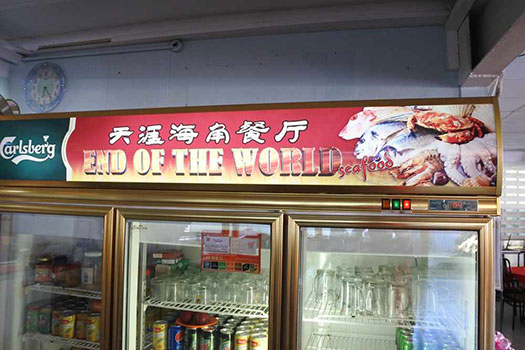 天涯海角餐厅
Carlsberg
END OF THE WORLD
seafood